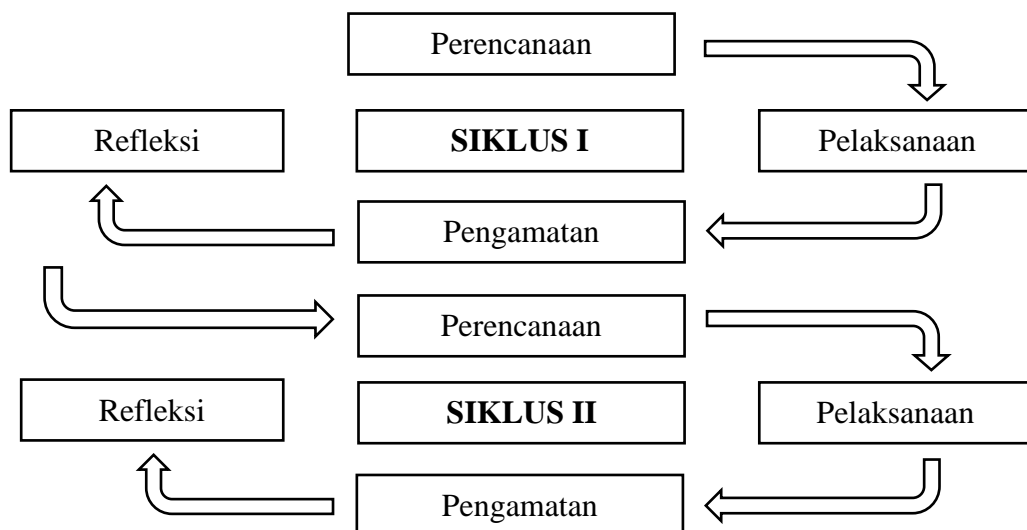 Perencanaan
Refleksi
SIKLUS I
Pelaksanaan
Pengamatan
Perencanaan
Refleksi
SIKLUS II
Pelaksanaan
Pengamatan